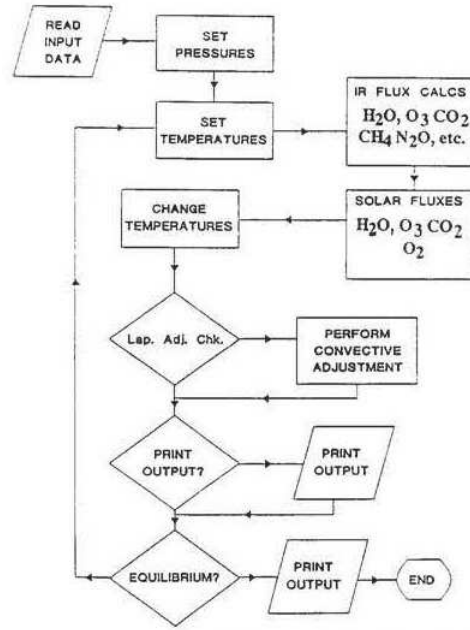 READ
INPUT
DATA
SET
PRESSURES
SET
TEMPERATURES
IR FLUX CALCS
H2O, O3 CO2
CH4 N2O, etc.
SOLAR FLUXES
H2O, O3 CO2
O2
CHANGE
TEMPERATURES
Lap. Adj. Chk.
PERFORM
CONVECTIVE
ADJUSTMENT
PRINT
OUTPUT?
PRINT
OUTPUT
EQUILIBRIUM?
PRINT
OUTPUT
END